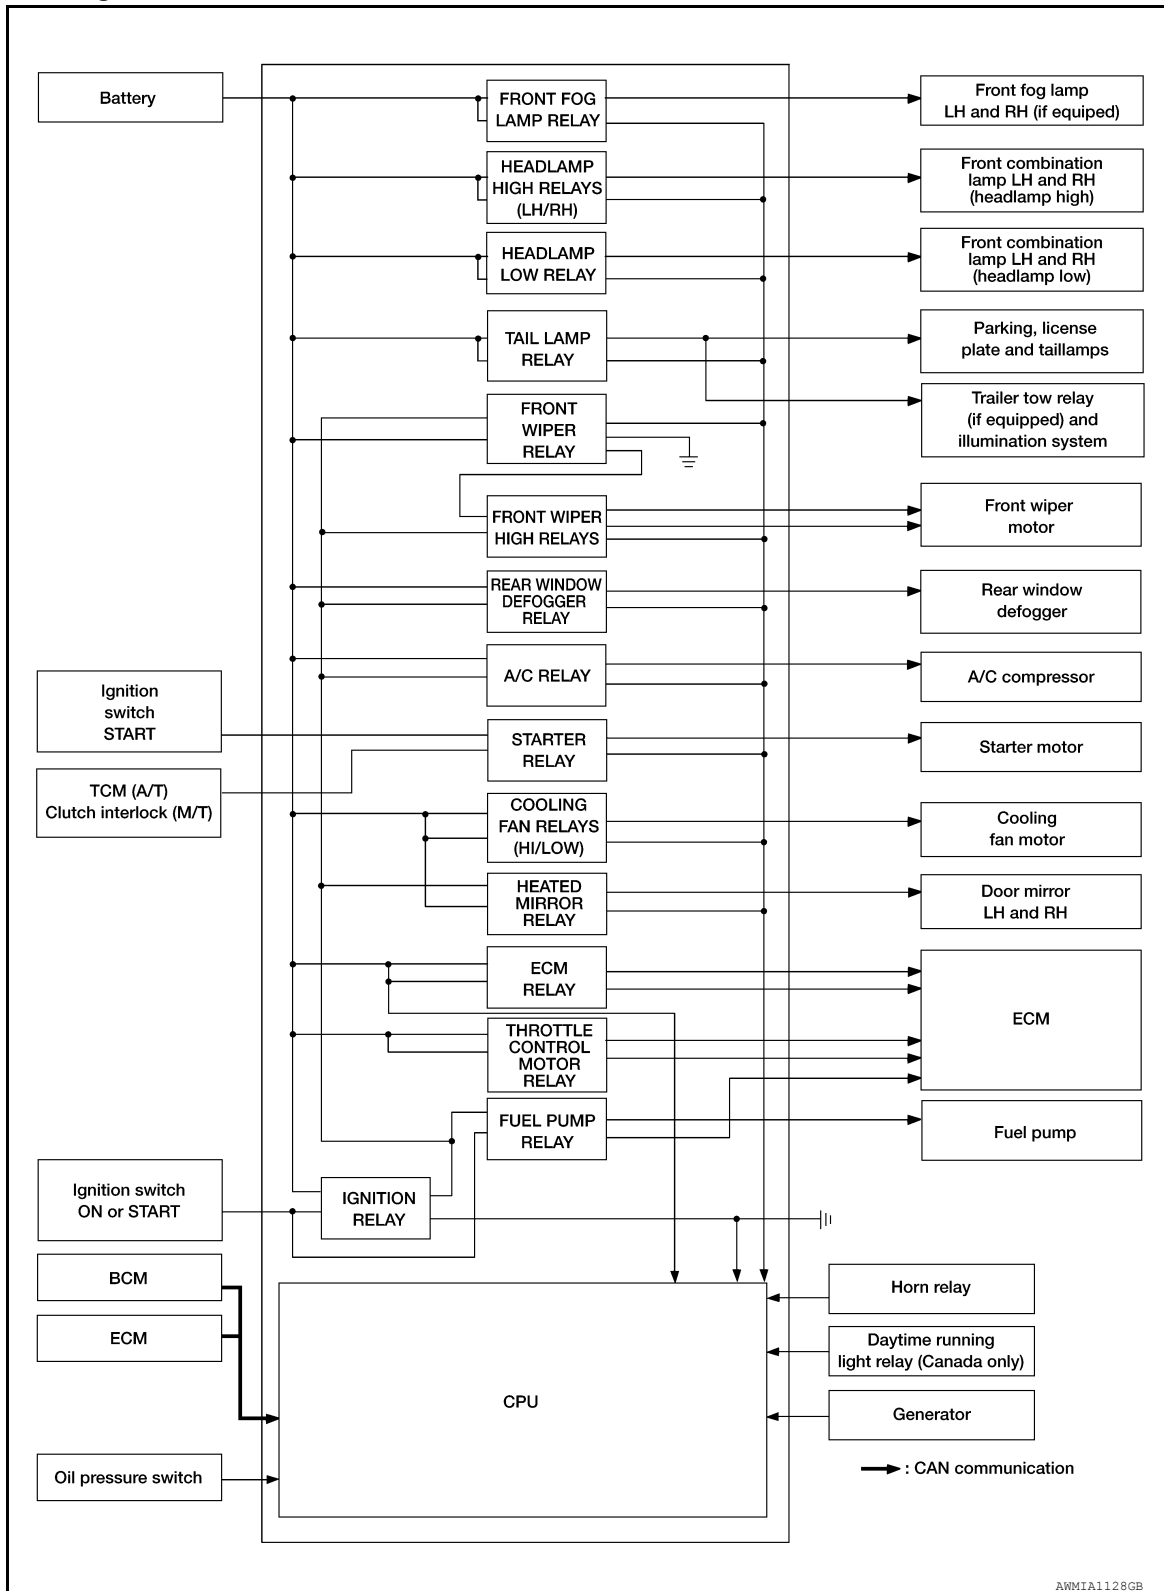 Battery
FRONT FOG
LAMP RELAY
Front fog lamp
LH and RH (if equiped)
HEADLAMP
HIGH RELAYS
(LH/RH)
Front combination
lamp LH and RH
(headlamp high)
HEADLAMP
LOW RELAY
Front combination
lamp LH and RH
(headlamp low)
TAIL LAMP
RELAY
Parking, license
plate and taillamps
FRONT
WIPER
RELAY
Trailer tow relay
(if equipped) and
illumination system
FRONT WIPER
HIGH RELAYS
Front wiper
motor
REAR WINDOW
DEFOGGER
RELAY
Rear window
defogger
A/C RELAY
A/C compressor
Ignition
switch
START
STARTER
RELAY
Starter motor
TCM (A/T)
Clutch interlock (M/T)
COOLING
FAN RELAYS
(HI/LOW)
Cooling
fan motor
HEATED
MIRROR
RELAY
Door mirror
LH and RH
ECM
RELAY
ECM
THROTTLE
CONTROL
MOTOR
RELAY
FUEL PUMP
RELAY
Fuel pump
Ignition switch
ON or START
IGNITION
RELAY
BCM
ECM
Oil pressure switch
CPU
Horn relay
Daytime running
light relay (Canada only)
Generator
: CAN communication
AWMIA1128GB